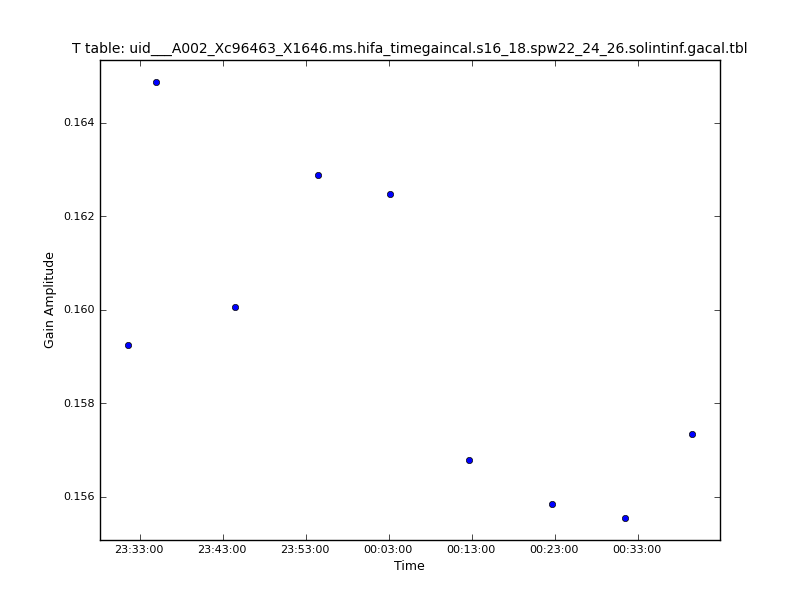 T table: uid___A002_Xc96463_X1646.ms.hifa_timegaincal.s16_18.spw22_24_26.solintinf.gacal.tbl
0.164
0.162
0.160
0.158
0.156
Gain Amplitude
23:33:00 23:43:00 23:53:00 00:03:00 00:13:00 00:23:00 00:33:00
Time